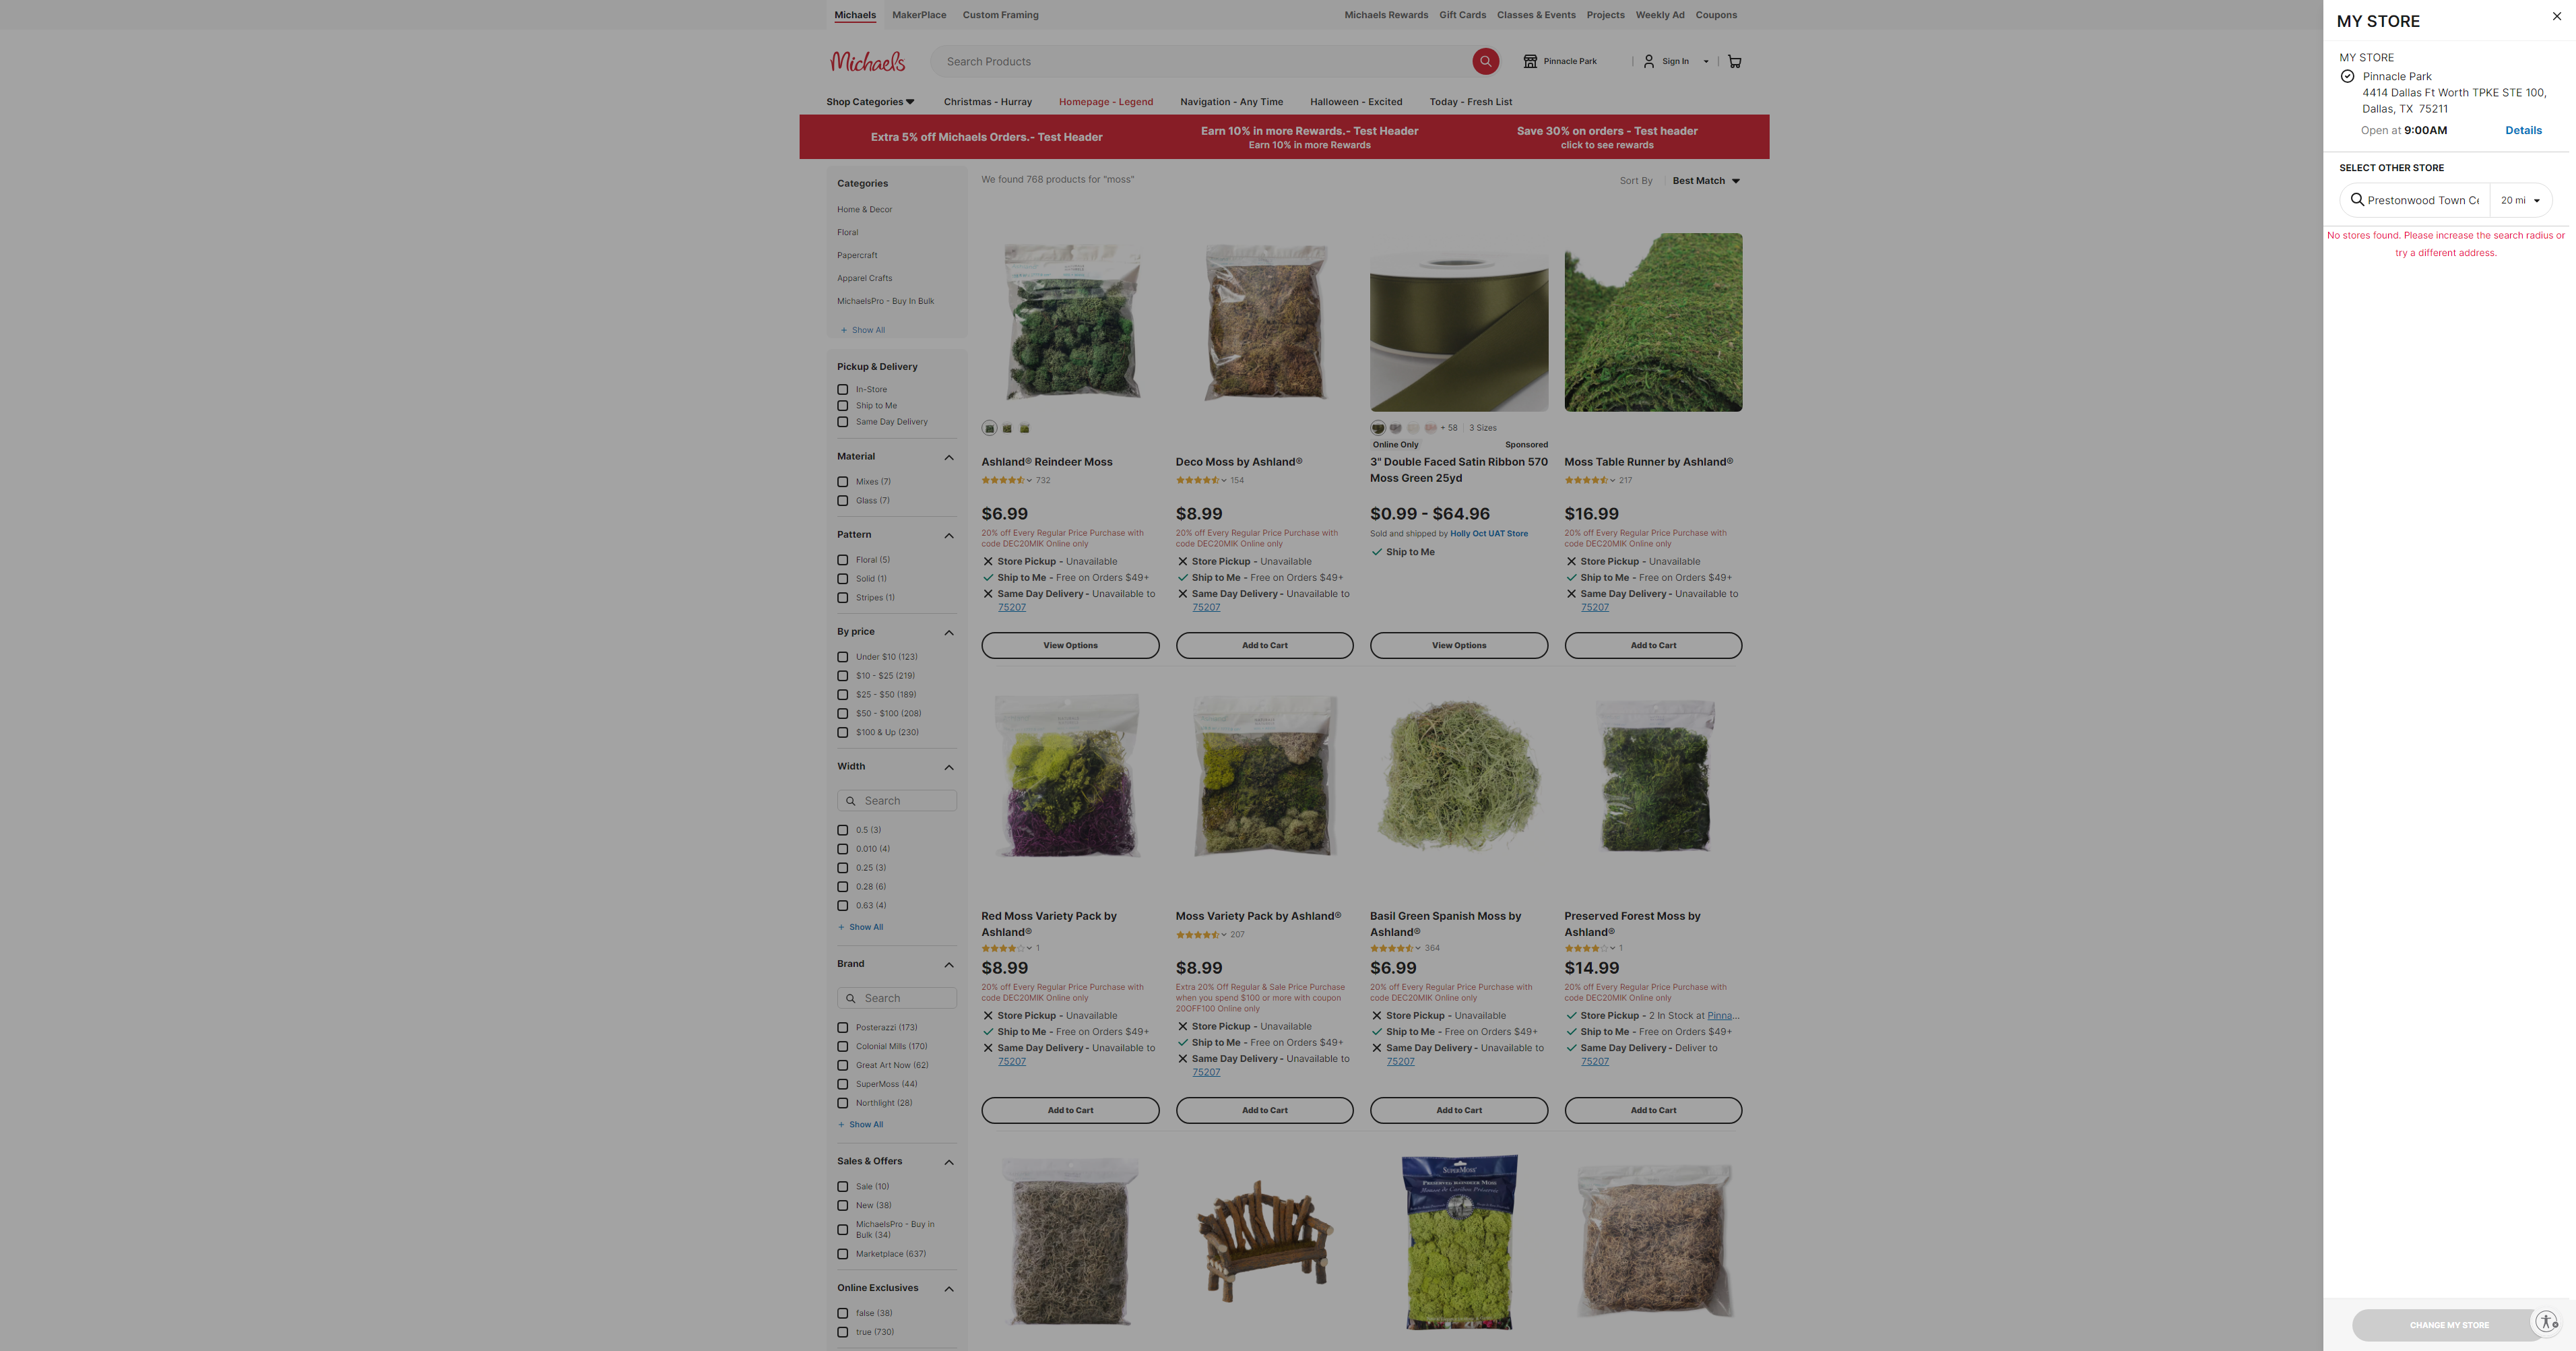 Michaels MakerPlace Custom Framing
Michaels Rewards Gift Cards Classes & Events Projects Weekly Ad Coupons
Michaels
Search Products
Pinnacle Park
Sign In
Shop Categories Christmas - Hurray Homepage - Legend Navigation - Any Time Halloween - Excited Today - Fresh List
Extra 5% off Michaels Orders.- Test Header
Earn 10% in more Rewards.- Test Header
Earn 10% in more Rewards
Save 30% on orders - Test header
click to see rewards
Categories
Home & Decor
Floral
Papercraft
Apparel Crafts
MichaelsPro - Buy In Bulk
+ Show All
Pickup & Delivery
In-Store
Ship to Me
Same Day Delivery
Material
Mixes (7)
Glass (7)
Pattern
Floral (5)
Solid (1)
Stripes (1)
By price
Under $10 (123)
$10 - $25 (219)
$25 - $50 (189)
$50 - $100 (208)
$100 & Up (230)
Width
Search
0.5 (3)
0.010 (4)
0.25 (3)
0.28 (6)
0.63 (4)
+ Show All
Brand
Search
Posterazzi (173)
Colonial Mills (170)
Great Art Now (62)
SuperMoss (44)
Northlight (28)
+ Show All
Sales & Offers
Sale (10)
New (38)
MichaelsPro - Buy in
Bulk (34)
Marketplace (637)
Online Exclusives
false (38)
true (730)
We found 768 products for "moss"
Sort By Best Match
Ashland® Reindeer Moss
732
$6.99
20% off Every Regular Price Purchase with
code DEC20MIK Online only
Store Pickup - Unavailable
Ship to Me - Free on Orders $49+
Same Day Delivery - Unavailable to
75207
View Options
Deco Moss by Ashland®
154
$8.99
20% off Every Regular Price Purchase with
code DEC20MIK Online only
Store Pickup - Unavailable
Ship to Me - Free on Orders $49+
Same Day Delivery - Unavailable to
75207
Add to Cart
+ 58 3 Sizes
Online Only Sponsored
3" Double Faced Satin Ribbon 570
Moss Green 25yd
$0.99 - $64.96
Sold and shipped by Holly Oct UAT Store
Ship to Me
View Options
Moss Table Runner by Ashland®
217
$16.99
20% off Every Regular Price Purchase with
code DEC20MIK Online only
Store Pickup - Unavailable
Ship to Me - Free on Orders $49+
Same Day Delivery - Unavailable to
75207
Add to Cart
Red Moss Variety Pack by
Ashland®
1
$8.99
20% off Every Regular Price Purchase with
code DEC20MIK Online only
Store Pickup - Unavailable
Ship to Me - Free on Orders $49+
Same Day Delivery - Unavailable to
75207
Add to Cart
Moss Variety Pack by Ashland®
207
$8.99
Extra 20% Off Regular & Sale Price Purchase
when you spend $100 or more with coupon
20OFF100 Online only
Store Pickup - Unavailable
Ship to Me - Free on Orders $49+
Same Day Delivery - Unavailable to
75207
Add to Cart
Basil Green Spanish Moss by
Ashland®
364
$6.99
20% off Every Regular Price Purchase with
code DEC20MIK Online only
Store Pickup - Unavailable
Ship to Me - Free on Orders $49+
Same Day Delivery - Unavailable to
75207
Add to Cart
Preserved Forest Moss by
Ashland®
1
$14.99
20% off Every Regular Price Purchase with
code DEC20MIK Online only
Store Pickup - 2 In Stock at Pinna...
Ship to Me - Free on Orders $49+
Same Day Delivery - Deliver to
75207
Add to Cart
SuperMoss
Preserved Reindeer Moss
MY STORE
MY STORE
Pinnacle Park
4414 Dallas Ft Worth TPKE STE 100,
Dallas, TX 75211
Open at 9:00AM Details
SELECT OTHER STORE
Prestonwood Town Ce 20 mi
No stores found. Please increase the search radius or
try a different address.
CHANGE MY STORE